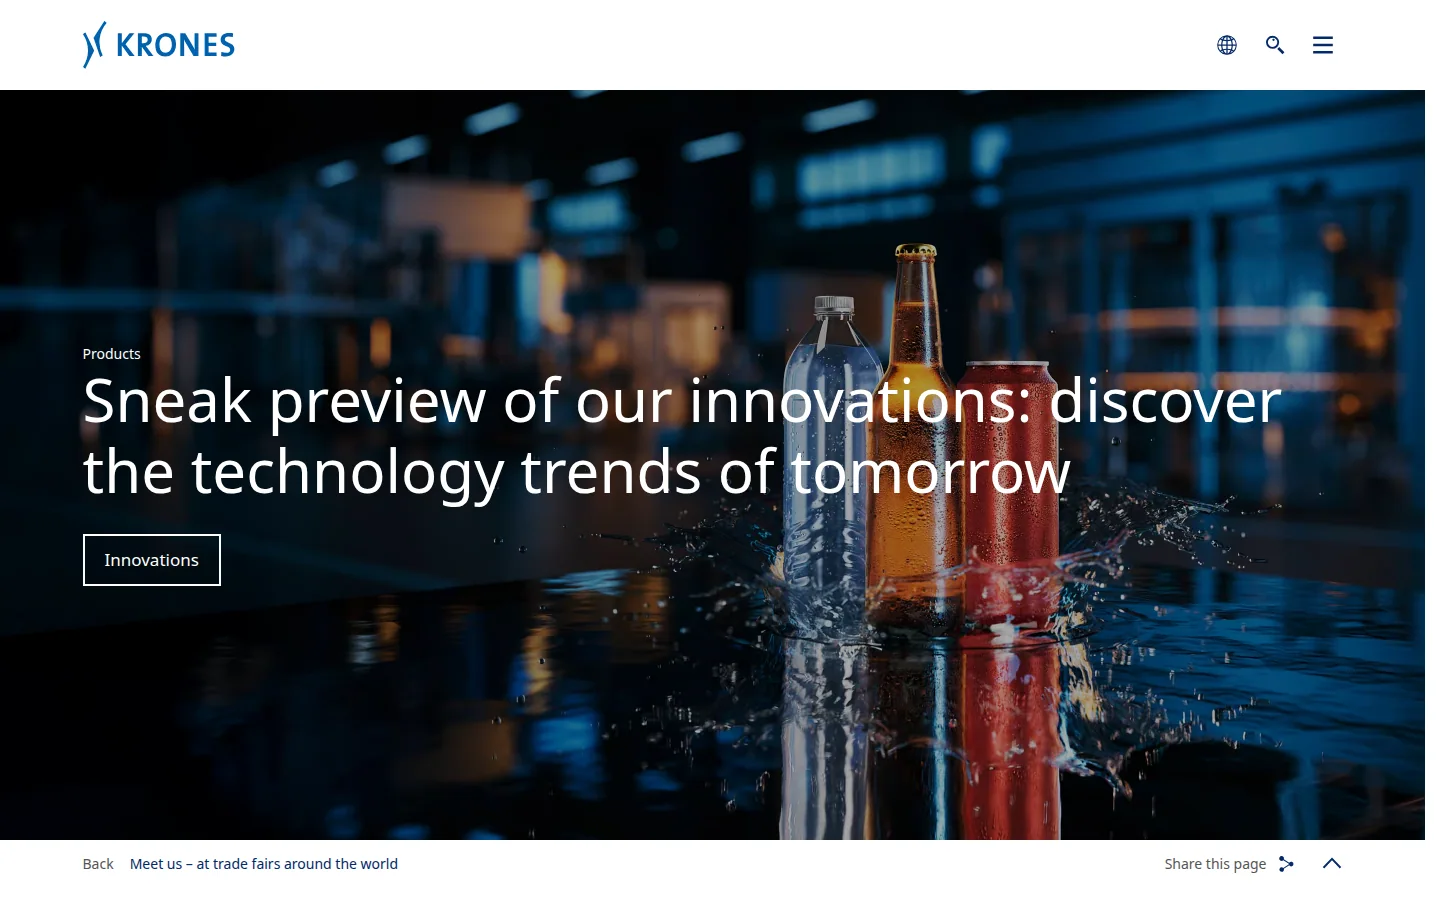 KRONES
Products
Sneak preview of our innovations: discover
the technology trends of tomorrow
Innovations
Back Meet us – at trade fairs around the world
Share this page